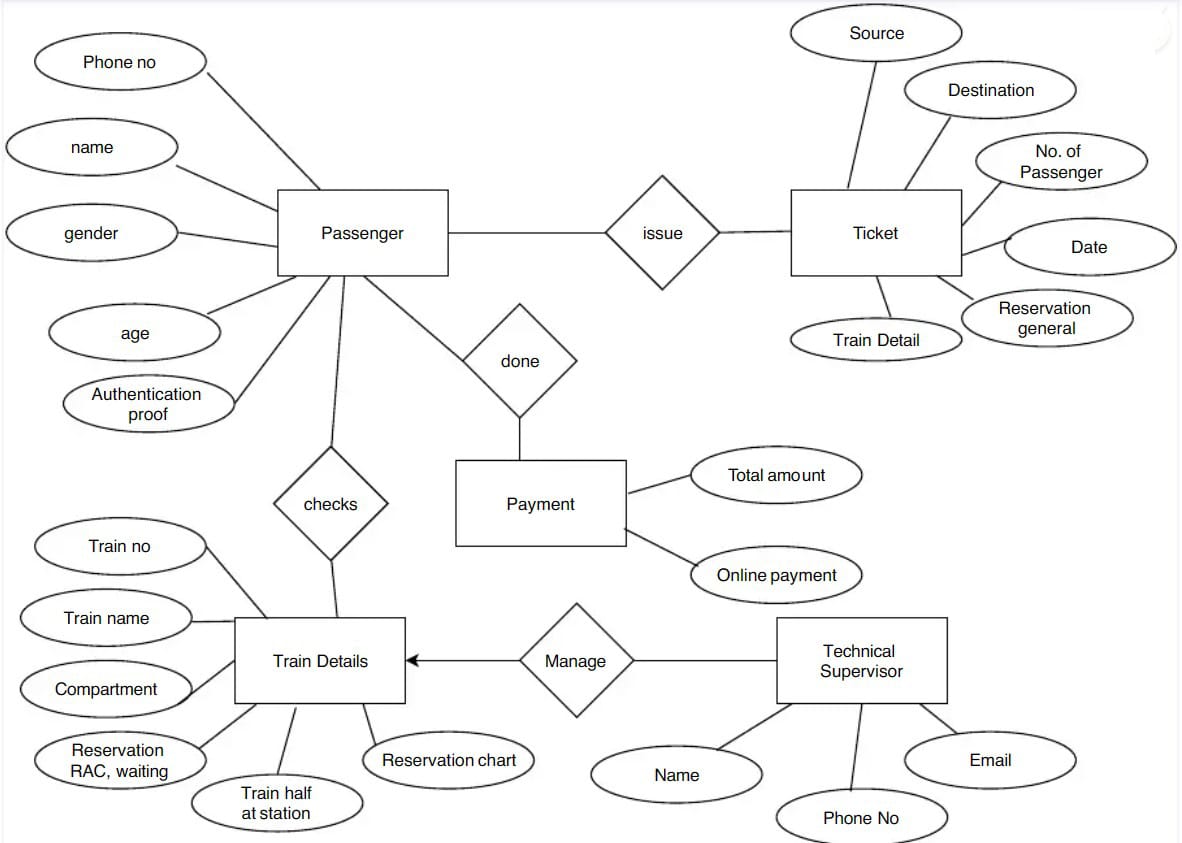 Source
Phone no
Destination
name
No. of
Passenger
gender
Passenger
issue
Ticket
Date
Reservation
general
age
Train Detail
done
Authentication
proof
Total amount
checks
Payment
Train no
Online payment
Train name
Train Details
Manage
Technical
Supervisor
Compartment
Reservation
RAC, waiting
Reservation chart
Name
Email
Train half
at station
Phone No